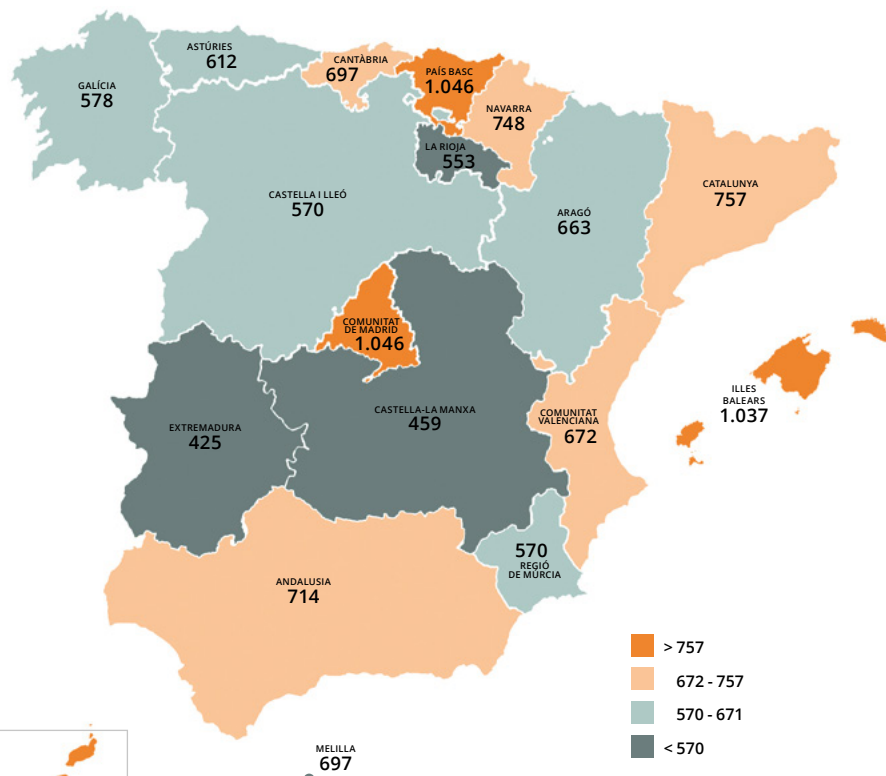 ASTÚRIES
612
CANTÀBRIA
697
PAÍS BASC
1.046
GALÍCIA
578
NAVARRA
748
LA RIOJA
553
CASTELLA I LLEÓ
570
CATALUNYA
757
ARAGÓ
663
COMUNITAT
DE MADRID
1.046
ILLES
BALEARS
1.037
CASTELLA-LA MANXA
459
COMUNITAT
VALENCIANA
672
EXTREMADURA
425
570
REGIÓ
DE MÚRCIA
ANDALUSIA
714
> 757
672 - 757
570 - 671
< 570
MELILLA
697